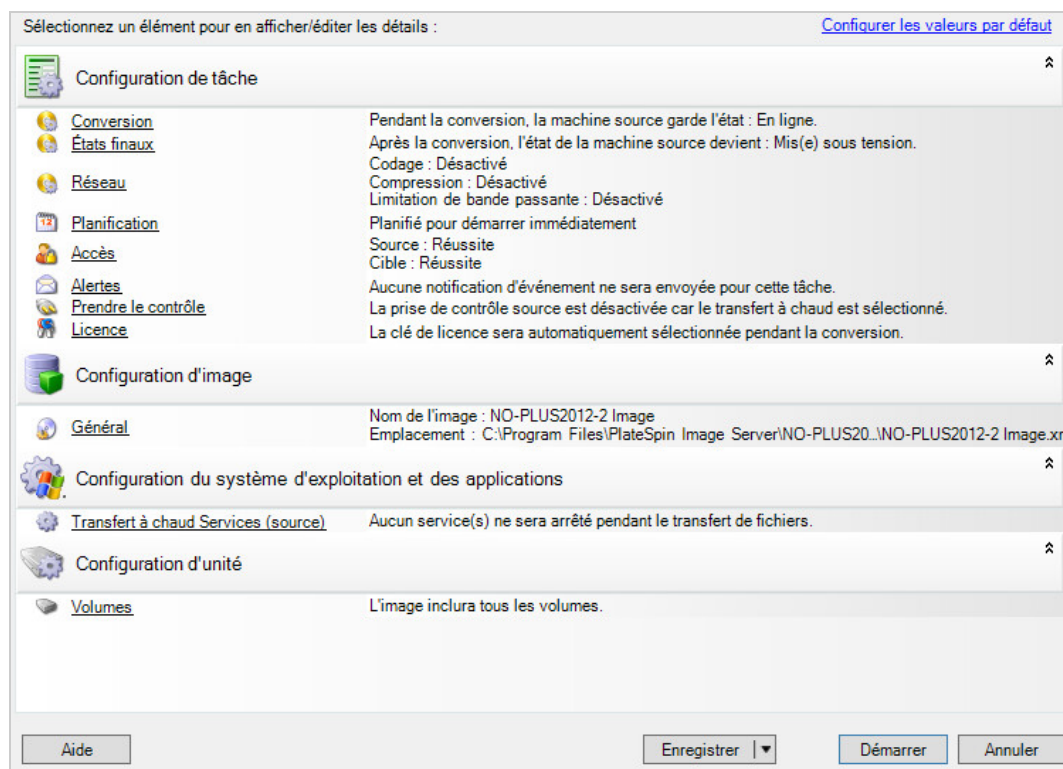 Sélectionnez un élément pour en afficher/éditer les détails : Configurer les valeurs par défaut
Configuration de tâche
Conversion Pendant la conversion, la machine source garde l'état : En ligne.
États finaux Après la conversion, l'état de la machine source devient : Mis(e) sous tension.
Codage : Désactivé
Réseau Compression : Désactivé
Limitation de bande passante : Désactivé
Planification Planifié pour démarrer immédiatement
Source : Réussite
Accès
Cible : Réussite
Alertes Aucune notification d'événement ne sera envoyée pour cette tâche.
Prendre le contrôle La prise de contrôle source est désactivée car le transfert à chaud est sélectionné.
Licence La clé de licence sera automatiquement sélectionnée pendant la conversion.
Configuration d'image
Nom de l'image : NO-PLUS2012-2 Image
Général
Emplacement : C:\Program Files\PlateSpin Image Server\NO-PLUS20...\NO-PLUS2012-2 Image.xr
Configuration du système d'exploitation et des applications
Transfert à chaud Services (source) Aucun service(s) ne sera arrêté pendant le transfert de fichiers.
Configuration d'unité
Volumes L'image inclura tous les volumes.
Aide Enregistrer Démarrer Annuler